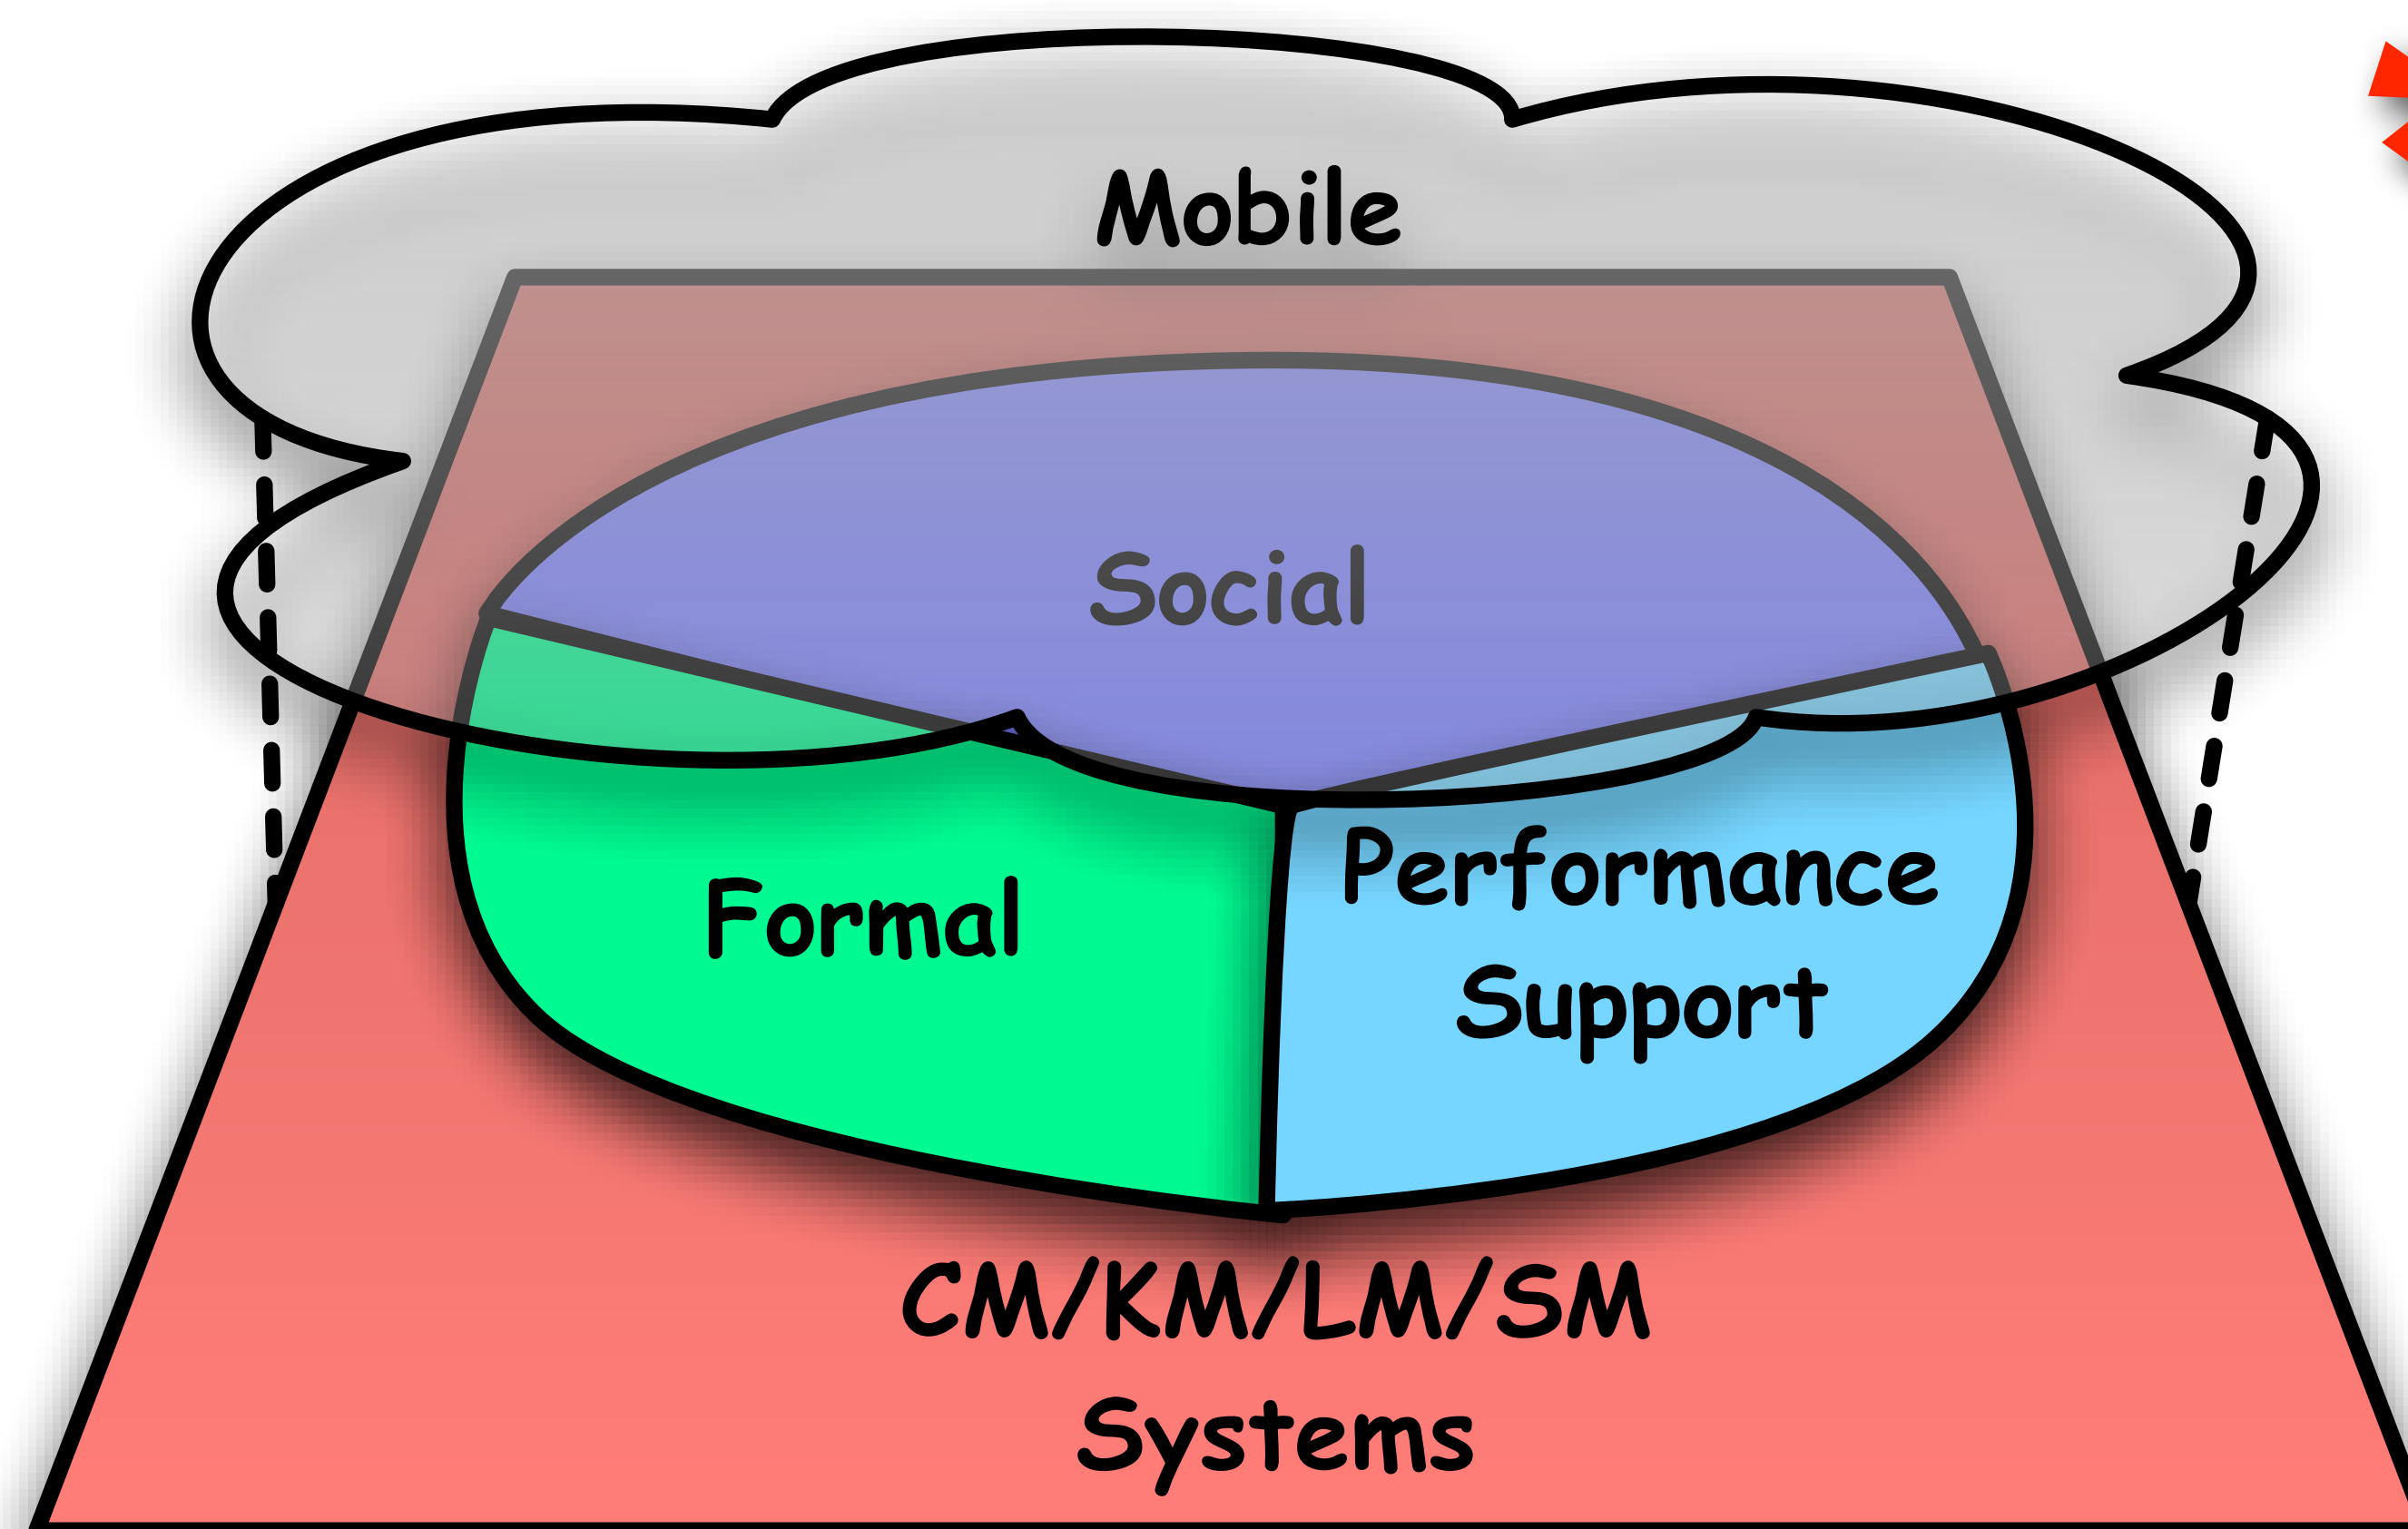 Mobile
Social
Formal
Performance
Support
CM/KM/LM/SM
Systems